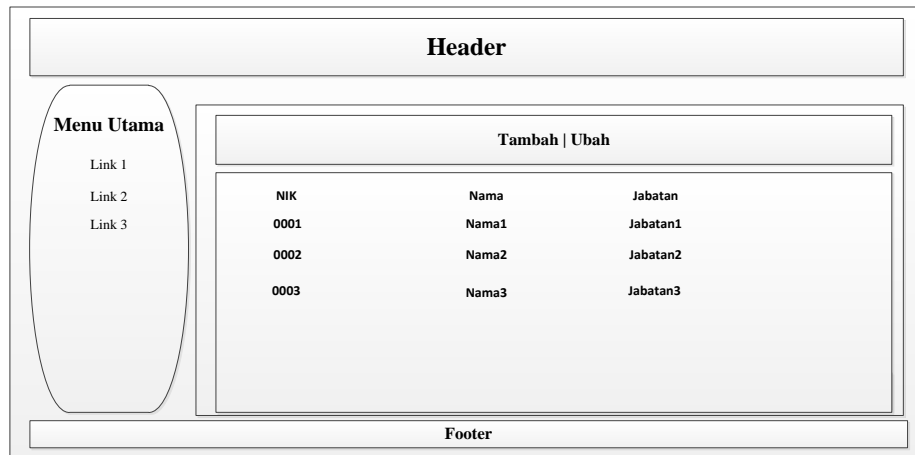 Header
Menu Utama
Link 1
Link 2
Link 3
Tambah | Ubah
NIK Nama Jabatan
0001 Nama1 Jabatan1
0002 Nama2 Jabatan2
0003 Nama3 Jabatan3
Footer